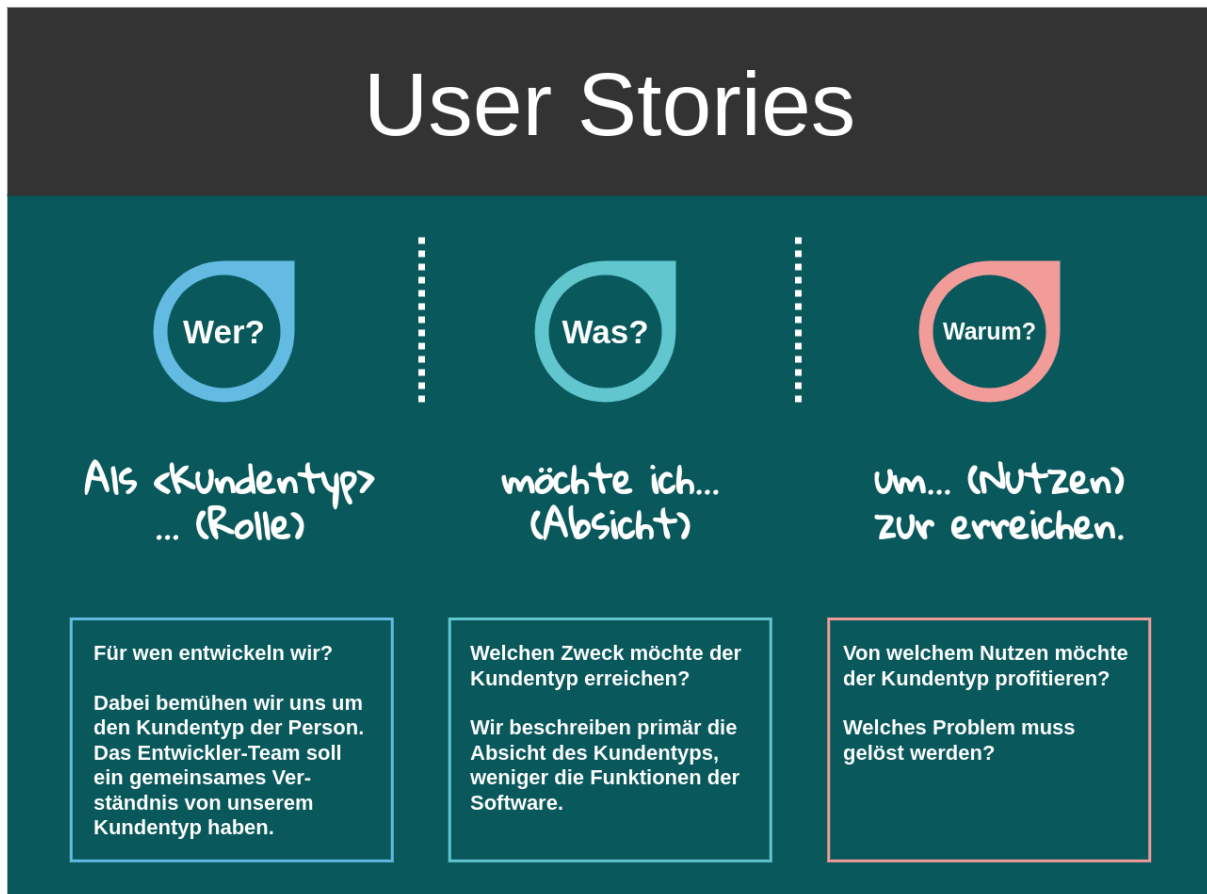 User Stories
Wer?
Was?
Warum?
Als <Kundentyp>
... (Rolle)
möchte ich...
(Absicht)
um... (Nutzen)
zur erreichen.
Für wen entwickeln wir?
Dabei bemühen wir uns um
den Kundentyp der Person.
Das Entwickler-Team soll
ein gemeinsames Ver-
ständnis von unserem
Kundentyp haben.
Welchen Zweck möchte der
Kundentyp erreichen?
Wir beschreiben primär die
Absicht des Kundentyps,
weniger die Funktionen der
Software.
Von welchem Nutzen möchte
der Kundentyp profitieren?
Welches Problem muss
gelöst werden?